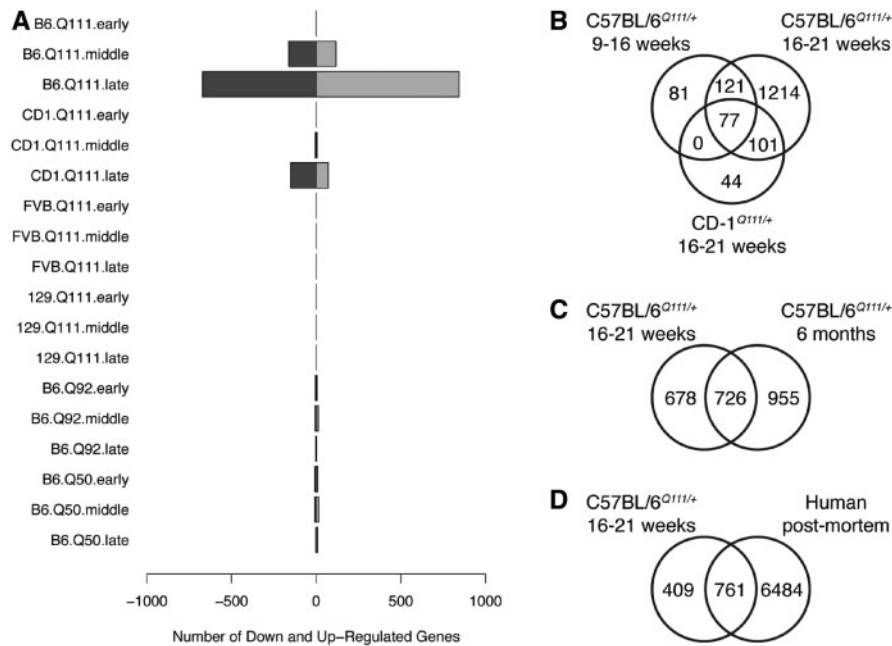 A
B6.Q111.early
B6.Q111.middle
B6.Q111.late
CD1.Q111.early
CD1.Q111.middle
CD1.Q111.late
FVB.Q111.early
FVB.Q111.middle
FVB.Q111.late
129.Q111.early
129.Q111.middle
129.Q111.late
B6.Q92.early
B6.Q92.middle
B6.Q92.late
B6.Q50.early
B6.Q50.middle
B6.Q50.late
−1000 −500 0 500 1000
Number of Down and Up−Regulated Genes
B
C57BL/6Q111/+ C57BL/6Q111/+
9-16 weeks 16-21 weeks
81 121 1214
77
0 101
44
CD-1Q111/+
16-21 weeks
C
C57BL/6Q111/+ C57BL/6Q111/+
16-21 weeks 6 months
678 726 955
D
C57BL/6Q111/+ Human
16-21 weeks post-mortem
409 761 6484